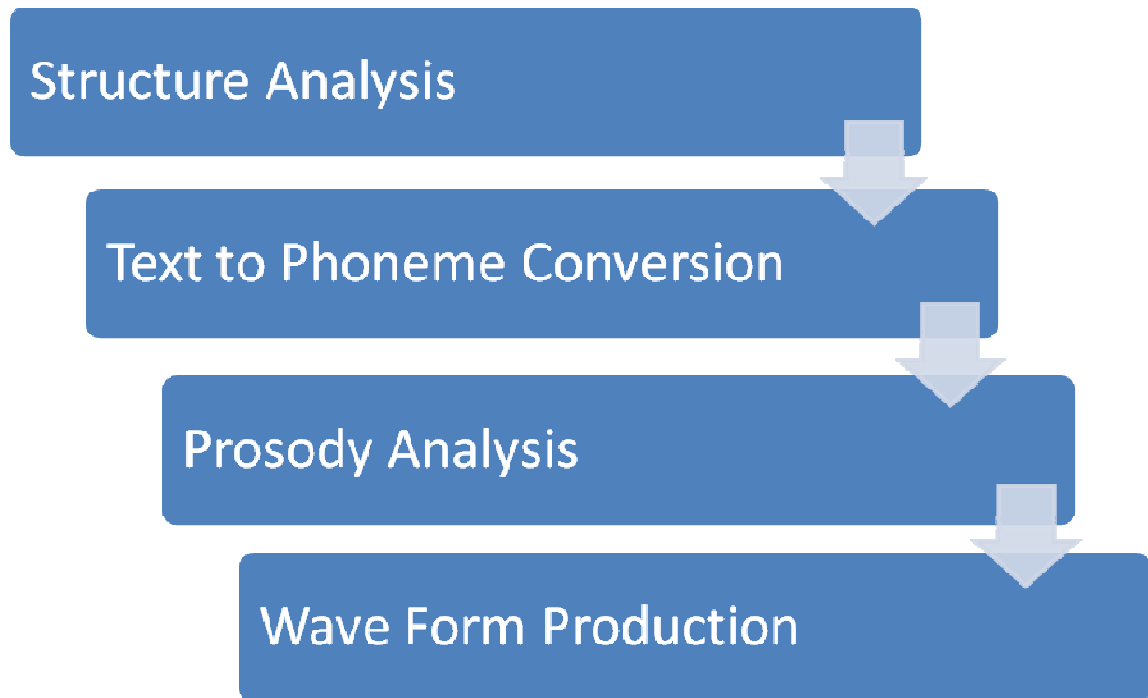 Structure Analysis
Text to Phoneme Conversion
Prosody Analysis
Wave Form Production